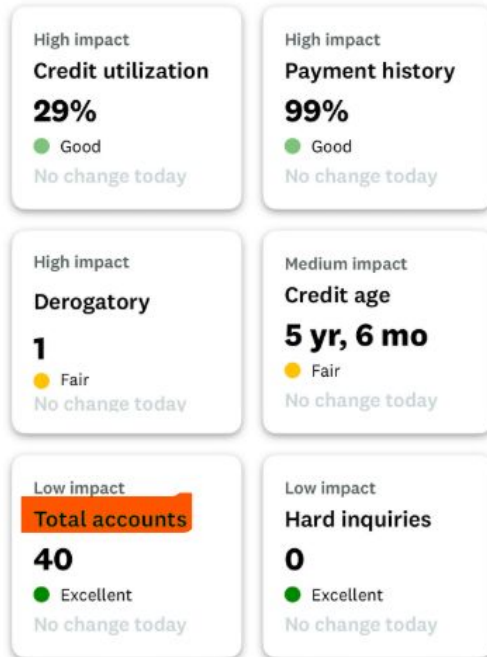 High impact
Credit utilization
29%
Good
No change today
High impact
Payment history
99%
Good
No change today
High impact
Derogatory
1
Fair
No change today
Medium impact
Credit age
5 yr, 6 mo
Fair
No change today
Low impact
Total accounts
40
Excellent
No change today
Low impact
Hard inquiries
0
Excellent
No change today